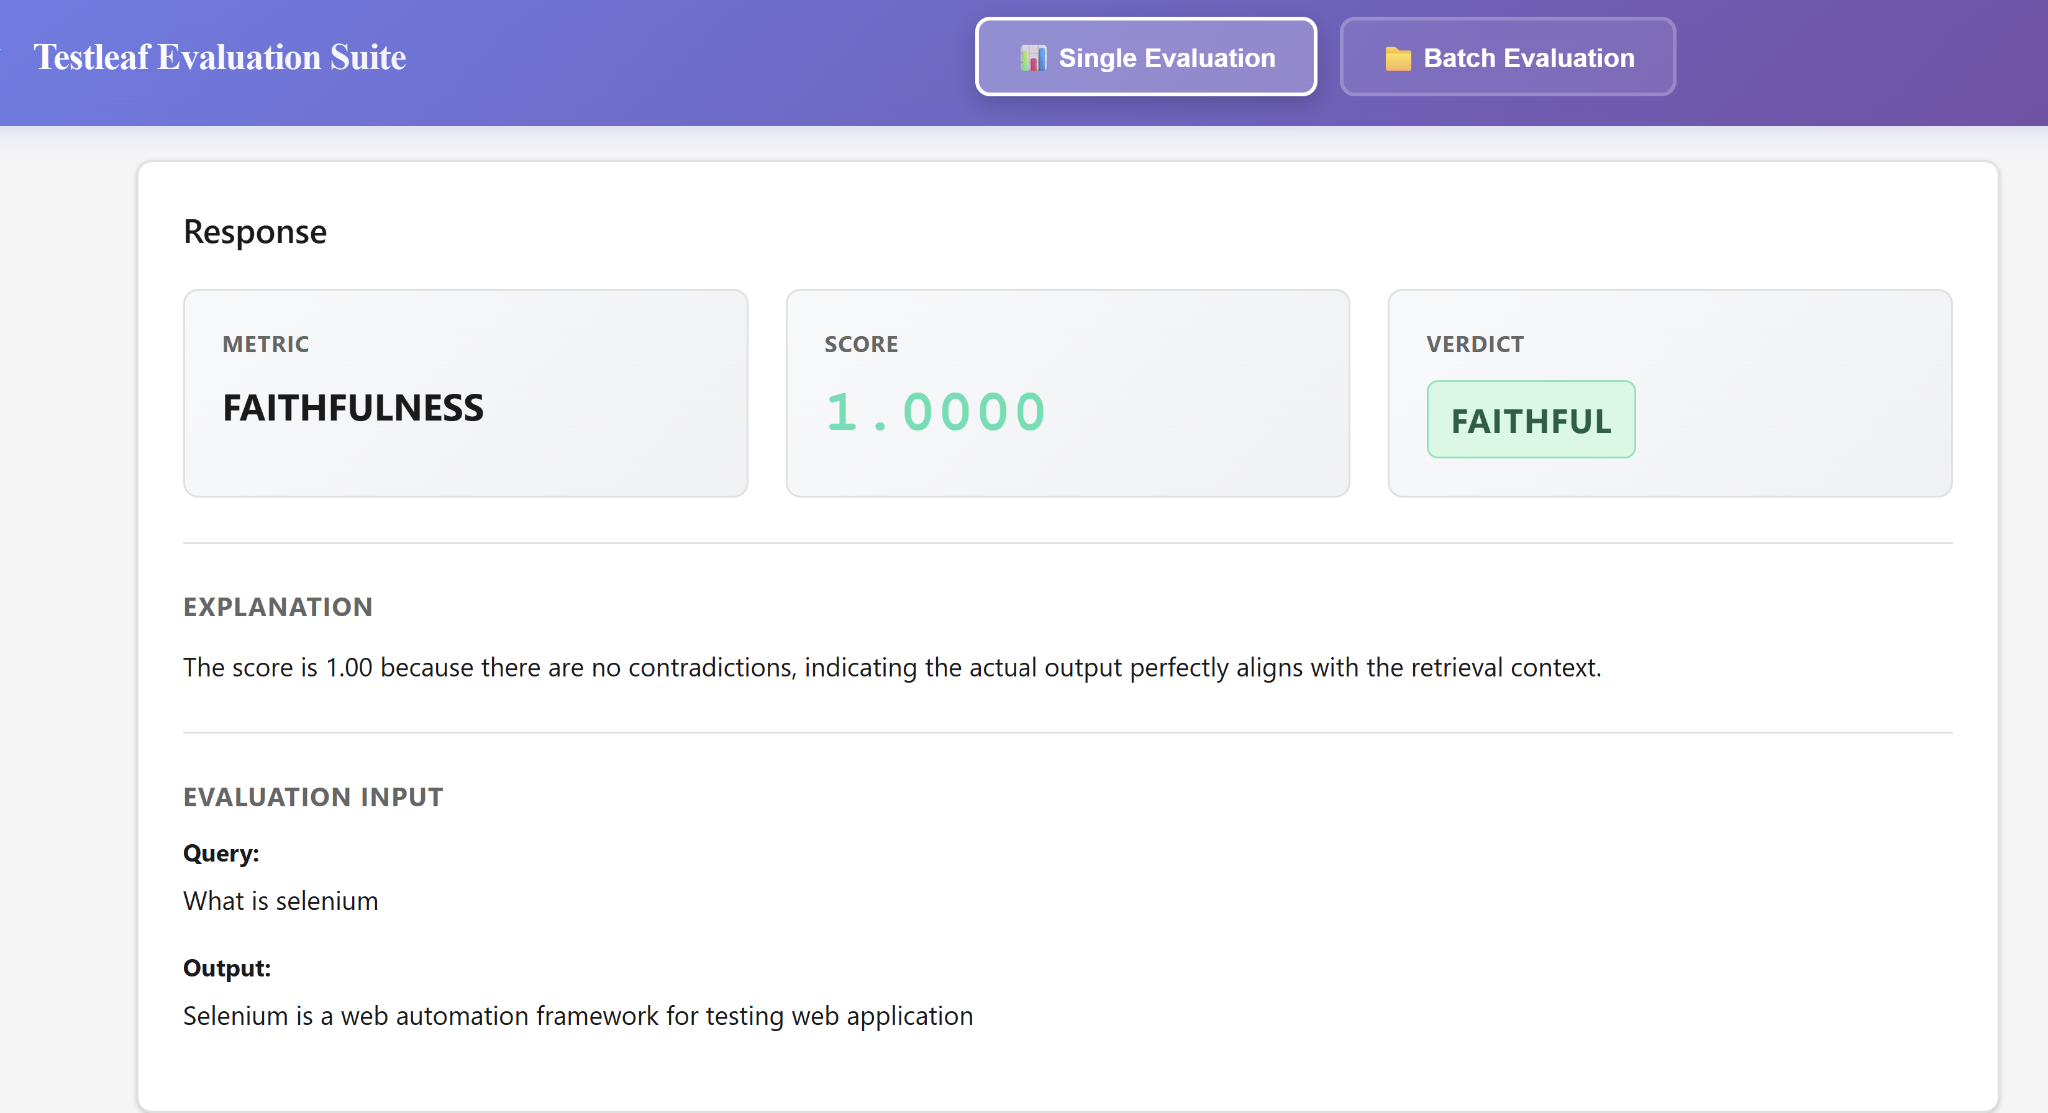 Testleaf Evaluation Suite
Single Evaluation
Batch Evaluation
Response
METRIC
FAITHFULNESS
SCORE
1.0000
VERDICT
FAITHFUL
EXPLANATION
The score is 1.00 because there are no contradictions, indicating the actual output perfectly aligns with the retrieval context.
EVALUATION INPUT
Query:
What is selenium
Output:
Selenium is a web automation framework for testing web application